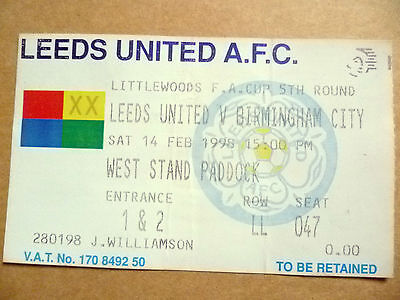 LEEDS UNITED A.F.C.
LITTLEWOODS F.A.CUP 5TH ROUND
XX
LEEDS UNITED V BIRMINGHAM CITY
SAT 14 FEB 1998 15:00 PM
WEST STAND PADDOCK
ENTRANCE ROW SEAT
1 & 2 LL 047
280198 J.WILLIAMSON 0.00
V.A.T. No. 170 8492 50 TO BE RETAINED